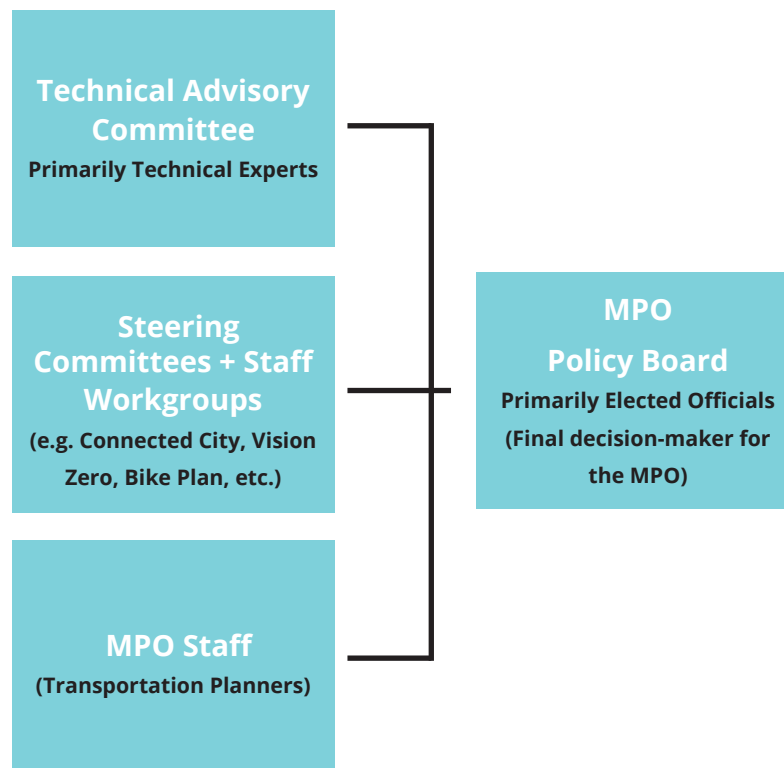 Technical Advisory
Committee
Primarily Technical Experts
Steering
Committees + Staff
Workgroups
(e.g. Connected City, Vision
Zero, Bike Plan, etc.)
MPO Staff
(Transportation Planners)
MPO
Policy Board
Primarily Elected Officials
(Final decision-maker for
the MPO)